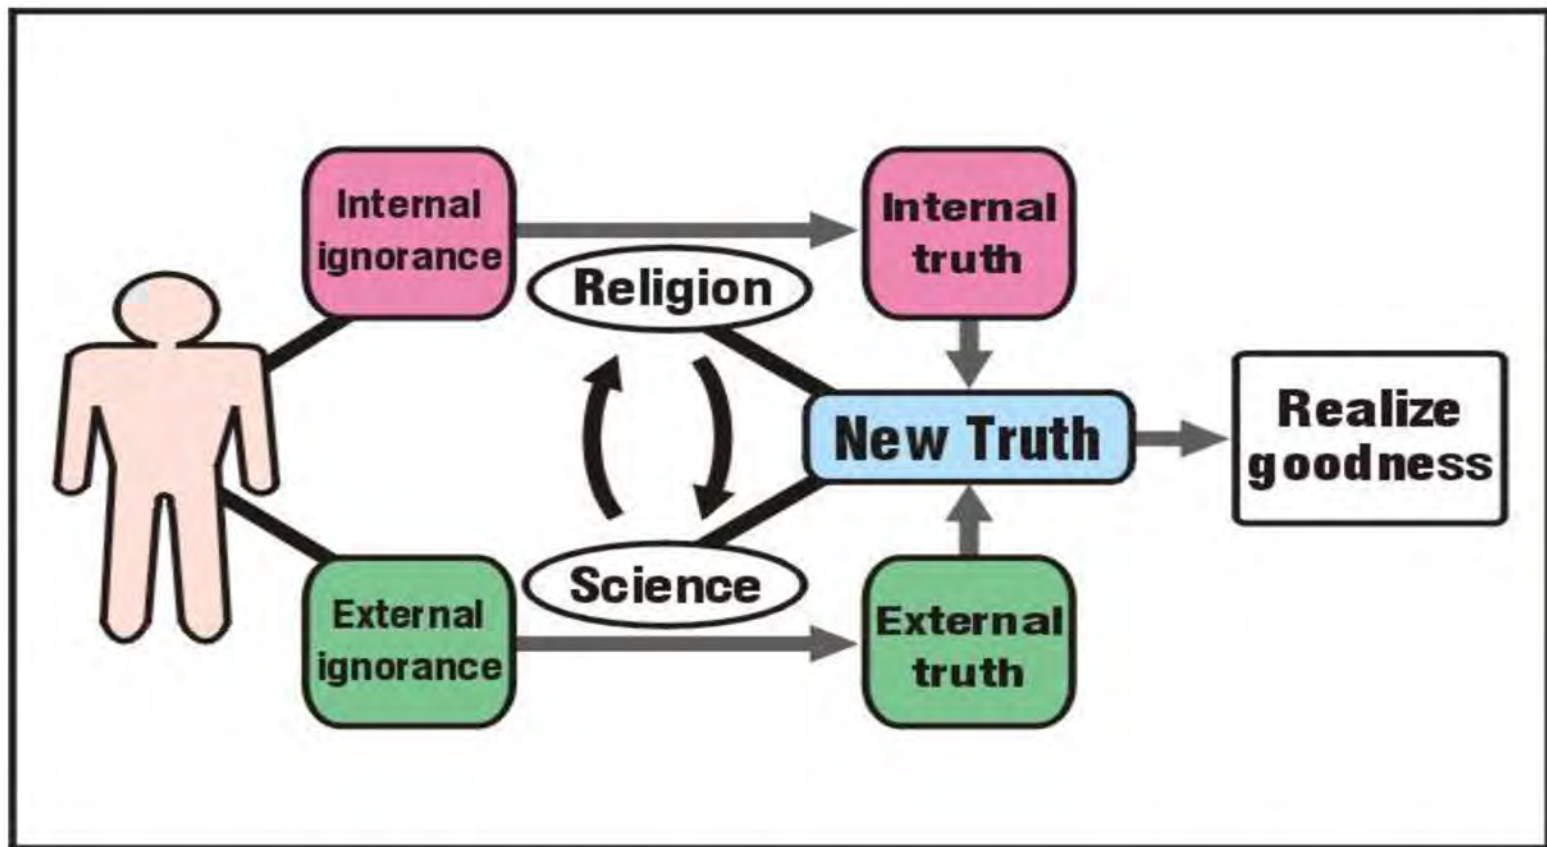 Internal
ignorance
Religion
Internal
truth
New Truth
Realize
goodness
Science
External
ignorance
External
truth